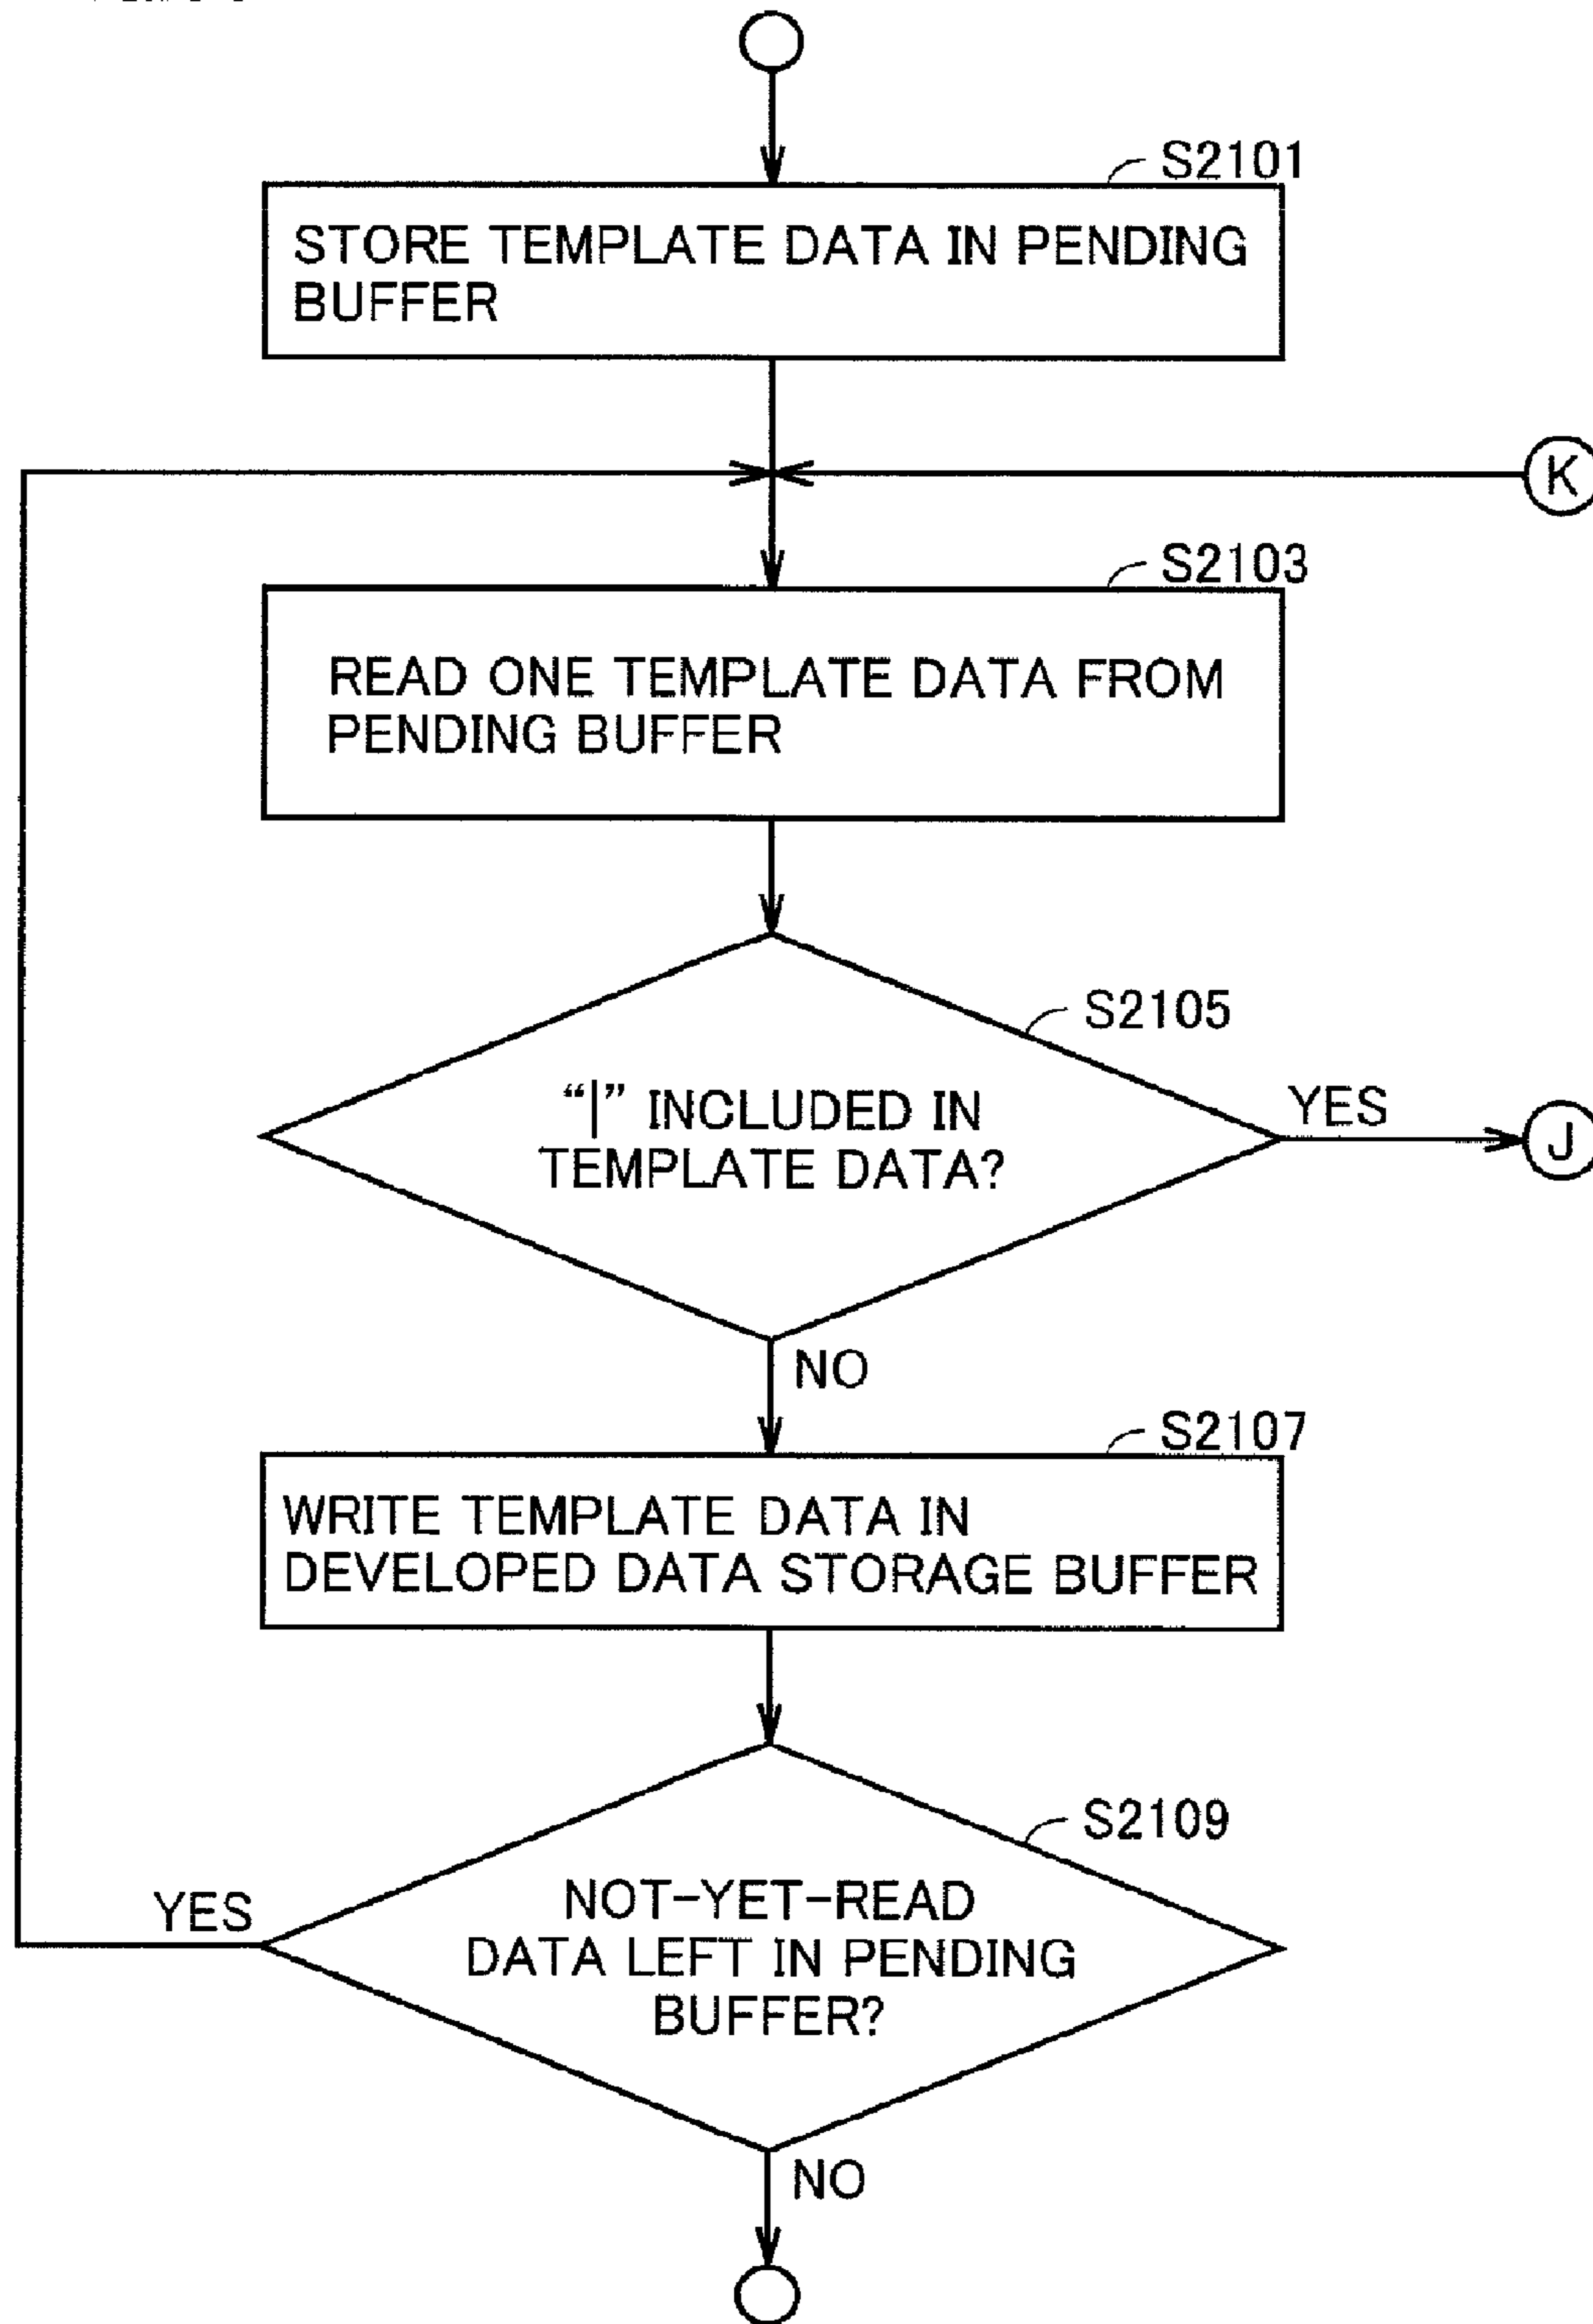 S2101
STORE TEMPLATE DATA IN PENDING
BUFFER
K
S2103
READ ONE TEMPLATE DATA FROM
PENDING BUFFER
S2105
“|” INCLUDED IN
TEMPLATE DATA?
YES
J
NO
S2107
WRITE TEMPLATE DATA IN
DEVELOPED DATA STORAGE BUFFER
S2109
NOT-YET-READ
DATA LEFT IN PENDING
BUFFER?
YES
NO